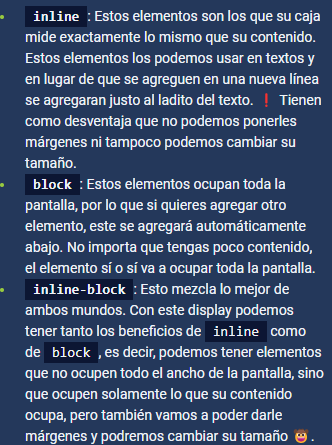 inline: Estos elementos son los que su caja
mide exactamente lo mismo que su contenido.
Estos elementos los podemos usar en textos y
en lugar de que se agreguen en una nueva línea
se agregaran justo al ladito del texto. ❗ Tienen
como desventaja que no podemos ponerles
márgenes ni tampoco podemos cambiar su
tamaño.
block: Estos elementos ocupan toda la
pantalla, por lo que si quieres agregar otro
elemento, este se agregará automáticamente
abajo. No importa que tengas poco contenido,
el elemento sí o sí va a ocupar toda la pantalla.
inline-block: Esto mezcla lo mejor de
ambos mundos. Con este display podemos
tener tanto los beneficios de inline como
de block, es decir, podemos tener elementos
que no ocupen todo el ancho de la pantalla, sino
que ocupen solamente lo que su contenido
ocupa, pero también vamos a poder darle
márgenes y podremos cambiar su tamaño 🤠.